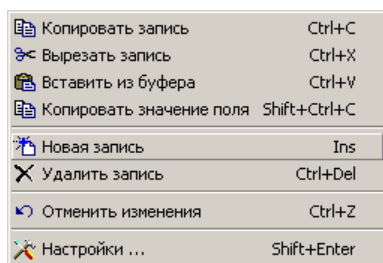 Копировать запись Ctrl+C
Вырезать запись Ctrl+X
Вставить из буфера Ctrl+V
Копировать значение поля Shift+Ctrl+C
Новая запись Ins
Удалить запись Ctrl+Del
Отменить изменения Ctrl+Z
Настройки ... Shift+Enter